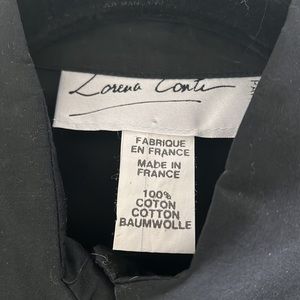 Lorena Conti
FABRIQUE
EN FRANCE
MADE IN
FRANCE
100%
COTON
COTTON
BAUMWOLLE